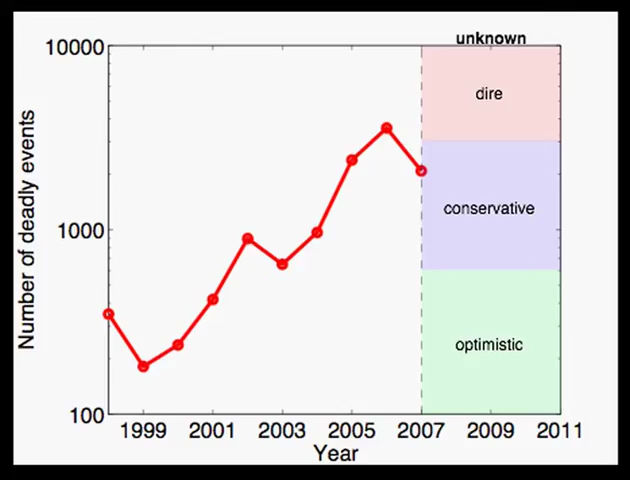 unknown
10000
dire
1000
conservative
optimistic
100
Number of deadly events
1999 2001 2003 2005 2007 2009 2011
Year